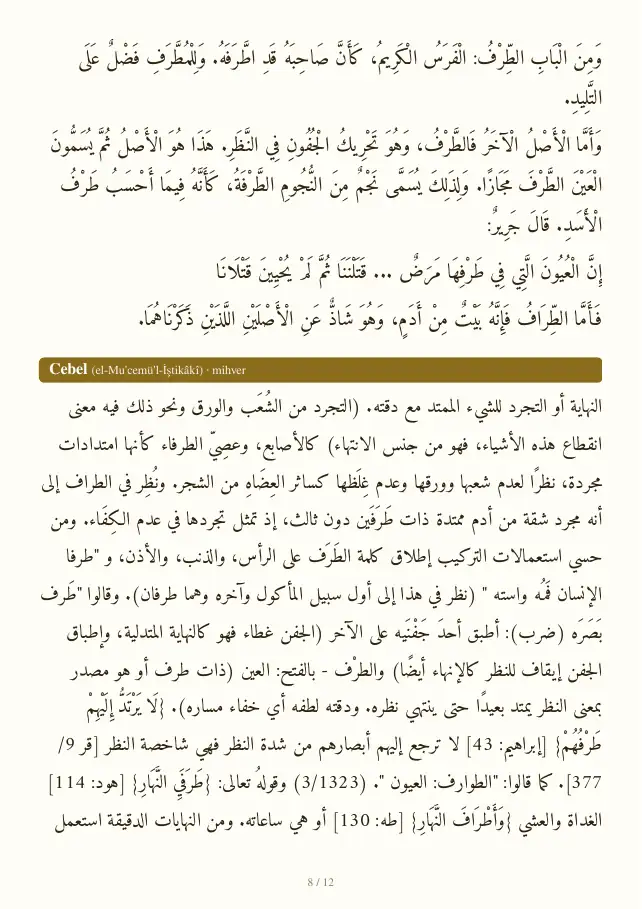 وَمِنَ الْبَابِ الطِّرْفُ: الْفَرَسُ الْكَرِيمُ، كَأَنَّ صَاحِبَهُ قَدِ اطَّرَفَهُ. وَلِلْمُطَّرَفِ فَضْلٌ عَلَى
التَّلِيدِ.
وَأَمَّا الْأَصْلُ الْآخَرُ فَالطَّرْفُ، وَهُوَ تَحْرِيكُ الْجُفُونِ فِي النَّظَرِ. هَذَا هُوَ الْأَصْلُ ثُمَّ يُسَمُّونَ
الْعَيْنَ الطَّرْفَ مَجَازًا. وَلِذَلِكَ يُسَمَّى نَجْمٌ مِنَ النُّجُومِ الطَّرْفَةُ، كَأَنَّهُ فِيمَا أَحْسَبُ طَرْفُ
الْأَسَدِ. قَالَ جَرِيرٌ:
إِنَّ الْعُيُونَ الَّتِي فِي طَرْفِهَا مَرَضٌ ... قَتَلْنَنَا ثُمَّ لَمْ يُحْيِينَ قَتْلَانَا
فَأَمَّا الطِّرَافُ فَإِنَّهُ بَيْتٌ مِنْ أَدَمٍ، وَهُوَ شَاذٌّ عَنِ الْأَصْلَيْنِ اللَّذَيْنِ ذَكَرْنَاهُمَا.
Cebel (el-Mu'cemü'l-İştikâkî) · mihver
النهاية أو التجرد للشيء الممتد مع دقته. (التجرد من الشُعَب والورق ونحو ذلك فيه معنى
انقطاع هذه الأشياء، فهو من جنس الانتهاء) كالأصابع، وعصِيّ الطرفاء كأنها امتدادات
مجردة، نظرًا لعدم شعبها وورقها وعدم غِلَظها كسائر العِضَاهِ من الشجر. ونُظِر في الطراف إلى
أنه مجرد شقة من أدم ممتدة ذات طَرَفَين دون ثالث، إذ تمثل تجردها في عدم الكِفَاء. ومن
حسي استعمالات التركيب إطلاق كلمة الطَرَف على الرأس، والذنب، والأذن، و "طرفا
الإنسان فَمُه واسته " (نظر في هذا إلى أول سبيل المأكول وآخره وهما طرفان). وقالوا "طَرف
بَصَرَه (ضرب): أطبق أحدَ جَفْنَيه على الآخر (الجفن غطاء فهو كالنهاية المتدلية، وإطباق
الجفن إيقاف للنظر كالإنهاء أيضًا) والطرْف - بالفتح: العين (ذات طرف أو هو مصدر
بمعنى النظر يمتد بعيدًا حتى ينتهي نظره. ودقته لطفه أي خفاء مساره). {لَا يَرْتَدُّ إِلَيْهِمْ
طَرْفُهُمْ} [إبراهيم: 43] لا ترجع إليهم أبصارهم من شدة النظر فهي شاخصة النظر [قر 9/
377]. كما قالوا: "الطوارف: العيون ". (3/1323) وقولهُ تعالى: {طَرَفَيِ النَّهَارِ} [هود: 114]
الغداة والعشي {وَأَطْرَافَ النَّهَارِ} [طه: 130] أو هي ساعاته. ومن النهايات الدقيقة استعمل
8 / 12